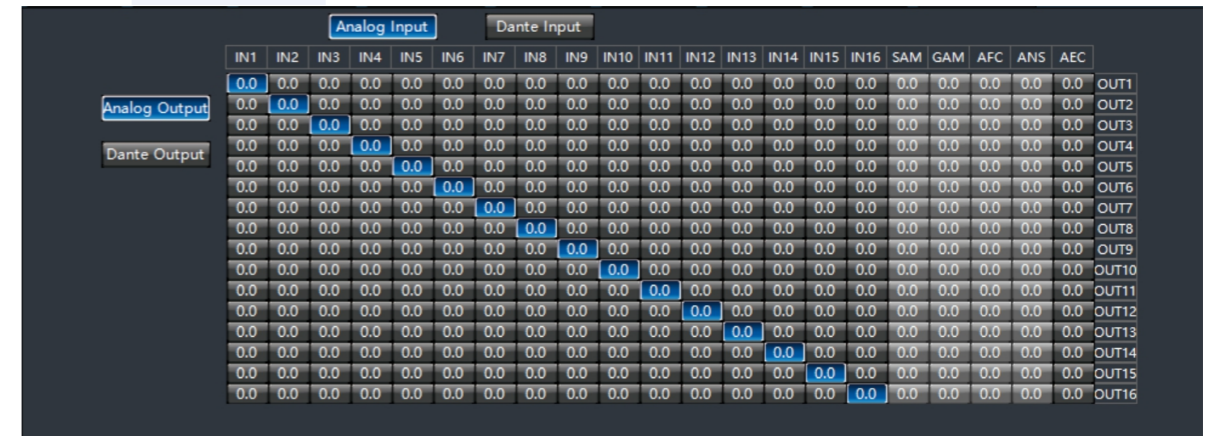 Analog Input Dante Input
IN1 IN2 IN3 IN4 IN5 IN6 IN7 IN8 IN9 IN10 IN11 IN12 IN13 IN14 IN15 IN16 SAM GAM AFC ANS AEC
0.0 0.0 0.0 0.0 0.0 0.0 0.0 0.0 0.0 0.0 0.0 0.0 0.0 0.0 0.0 0.0 0.0 0.0 0.0 0.0 0.0 OUT1
Analog Output 0.0 0.0 0.0 0.0 0.0 0.0 0.0 0.0 0.0 0.0 0.0 0.0 0.0 0.0 0.0 0.0 0.0 0.0 0.0 0.0 0.0 OUT2
0.0 0.0 0.0 0.0 0.0 0.0 0.0 0.0 0.0 0.0 0.0 0.0 0.0 0.0 0.0 0.0 0.0 0.0 0.0 0.0 0.0 OUT3
Dante Output 0.0 0.0 0.0 0.0 0.0 0.0 0.0 0.0 0.0 0.0 0.0 0.0 0.0 0.0 0.0 0.0 0.0 0.0 0.0 0.0 0.0 OUT4
0.0 0.0 0.0 0.0 0.0 0.0 0.0 0.0 0.0 0.0 0.0 0.0 0.0 0.0 0.0 0.0 0.0 0.0 0.0 0.0 0.0 OUT5
0.0 0.0 0.0 0.0 0.0 0.0 0.0 0.0 0.0 0.0 0.0 0.0 0.0 0.0 0.0 0.0 0.0 0.0 0.0 0.0 0.0 OUT6
0.0 0.0 0.0 0.0 0.0 0.0 0.0 0.0 0.0 0.0 0.0 0.0 0.0 0.0 0.0 0.0 0.0 0.0 0.0 0.0 0.0 OUT7
0.0 0.0 0.0 0.0 0.0 0.0 0.0 0.0 0.0 0.0 0.0 0.0 0.0 0.0 0.0 0.0 0.0 0.0 0.0 0.0 0.0 OUT8
0.0 0.0 0.0 0.0 0.0 0.0 0.0 0.0 0.0 0.0 0.0 0.0 0.0 0.0 0.0 0.0 0.0 0.0 0.0 0.0 0.0 OUT9
0.0 0.0 0.0 0.0 0.0 0.0 0.0 0.0 0.0 0.0 0.0 0.0 0.0 0.0 0.0 0.0 0.0 0.0 0.0 0.0 0.0 OUT10
0.0 0.0 0.0 0.0 0.0 0.0 0.0 0.0 0.0 0.0 0.0 0.0 0.0 0.0 0.0 0.0 0.0 0.0 0.0 0.0 0.0 OUT11
0.0 0.0 0.0 0.0 0.0 0.0 0.0 0.0 0.0 0.0 0.0 0.0 0.0 0.0 0.0 0.0 0.0 0.0 0.0 0.0 0.0 OUT12
0.0 0.0 0.0 0.0 0.0 0.0 0.0 0.0 0.0 0.0 0.0 0.0 0.0 0.0 0.0 0.0 0.0 0.0 0.0 0.0 0.0 OUT13
0.0 0.0 0.0 0.0 0.0 0.0 0.0 0.0 0.0 0.0 0.0 0.0 0.0 0.0 0.0 0.0 0.0 0.0 0.0 0.0 0.0 OUT14
0.0 0.0 0.0 0.0 0.0 0.0 0.0 0.0 0.0 0.0 0.0 0.0 0.0 0.0 0.0 0.0 0.0 0.0 0.0 0.0 0.0 OUT15
0.0 0.0 0.0 0.0 0.0 0.0 0.0 0.0 0.0 0.0 0.0 0.0 0.0 0.0 0.0 0.0 0.0 0.0 0.0 0.0 0.0 OUT16